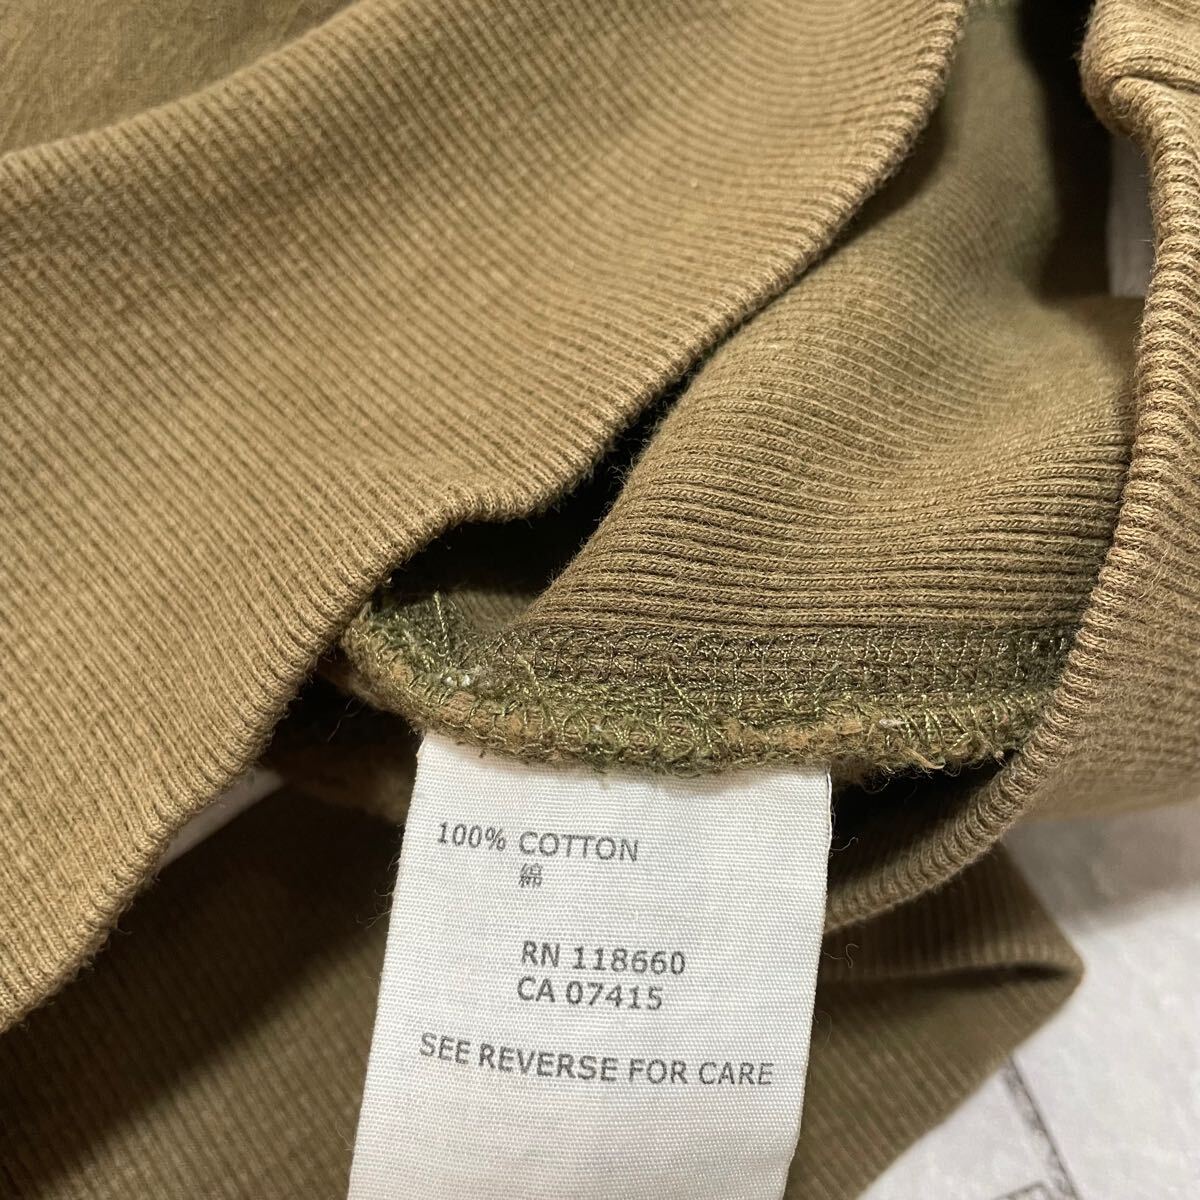 100% COTTON
綿
RN 118660
CA 07415
SEE REVERSE FOR CARE